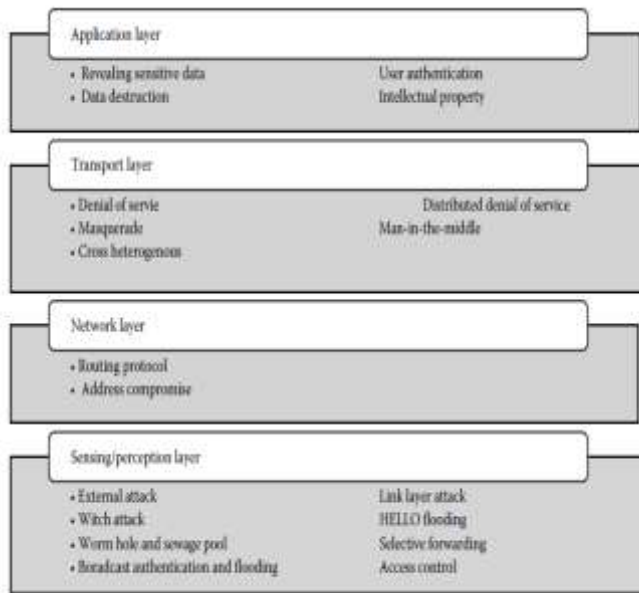 Application layer
• Revealing sensitive data User authentication
• Data destruction Intellectual property
Transport layer
• Denial of servie Distributed denial of service
• Masquerade Man-in-the-middle
• Cross heterogenous
Network layer
• Routing protocol
• Address compromise
Sensing/perception layer
• External attack Link layer attack
• Witch attack HELLO flooding
• Worm hole and sewage pool Selective forwarding
• Boradcast authentication and flooding Access control